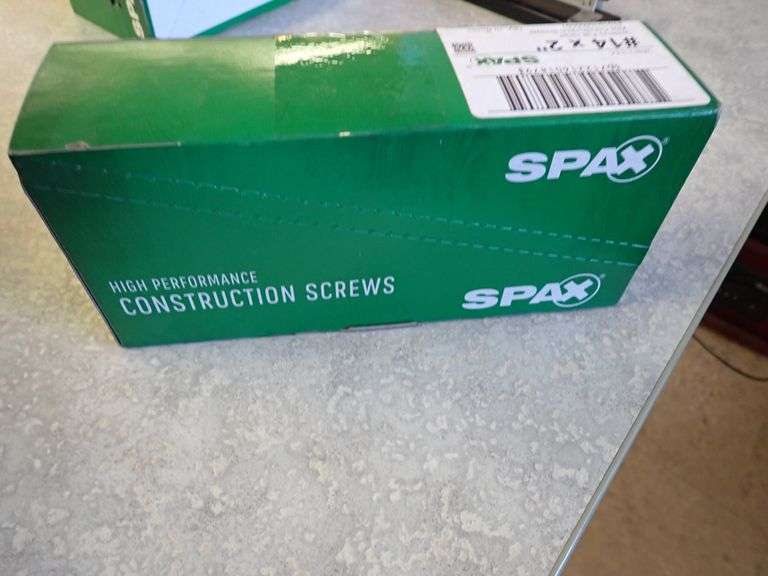 #14 x 2"
SPAX
SPAX
HIGH PERFORMANCE
CONSTRUCTION SCREWS
SPAX